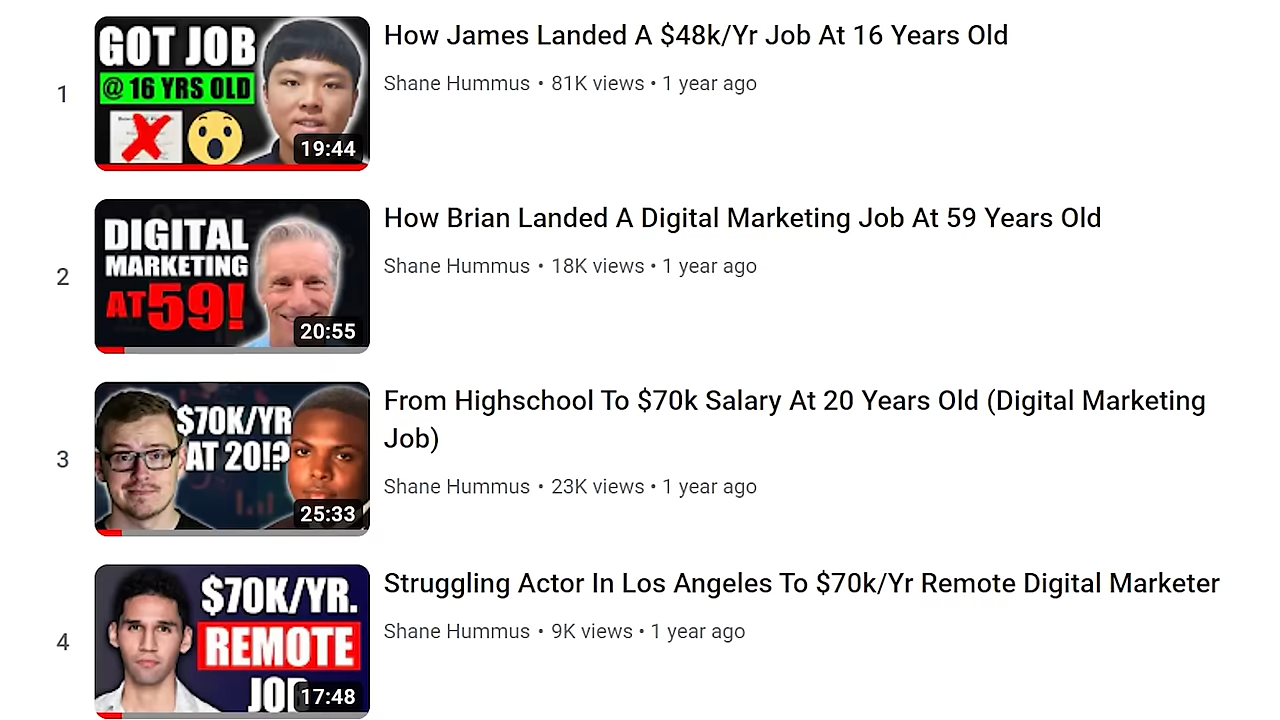 1
GOT JOB
@ 16 YRS OLD
19:44
How James Landed A $48k/Yr Job At 16 Years Old
Shane Hummus • 81K views • 1 year ago
2
DIGITAL
MARKETING
AT 59!
20:55
How Brian Landed A Digital Marketing Job At 59 Years Old
Shane Hummus • 18K views • 1 year ago
3
$70K/YR
AT 20!?
25:33
From Highschool To $70k Salary At 20 Years Old (Digital Marketing
Job)
Shane Hummus • 23K views • 1 year ago
4
$70K/YR.
REMOTE
17:48
Struggling Actor In Los Angeles To $70k/Yr Remote Digital Marketer
Shane Hummus • 9K views • 1 year ago